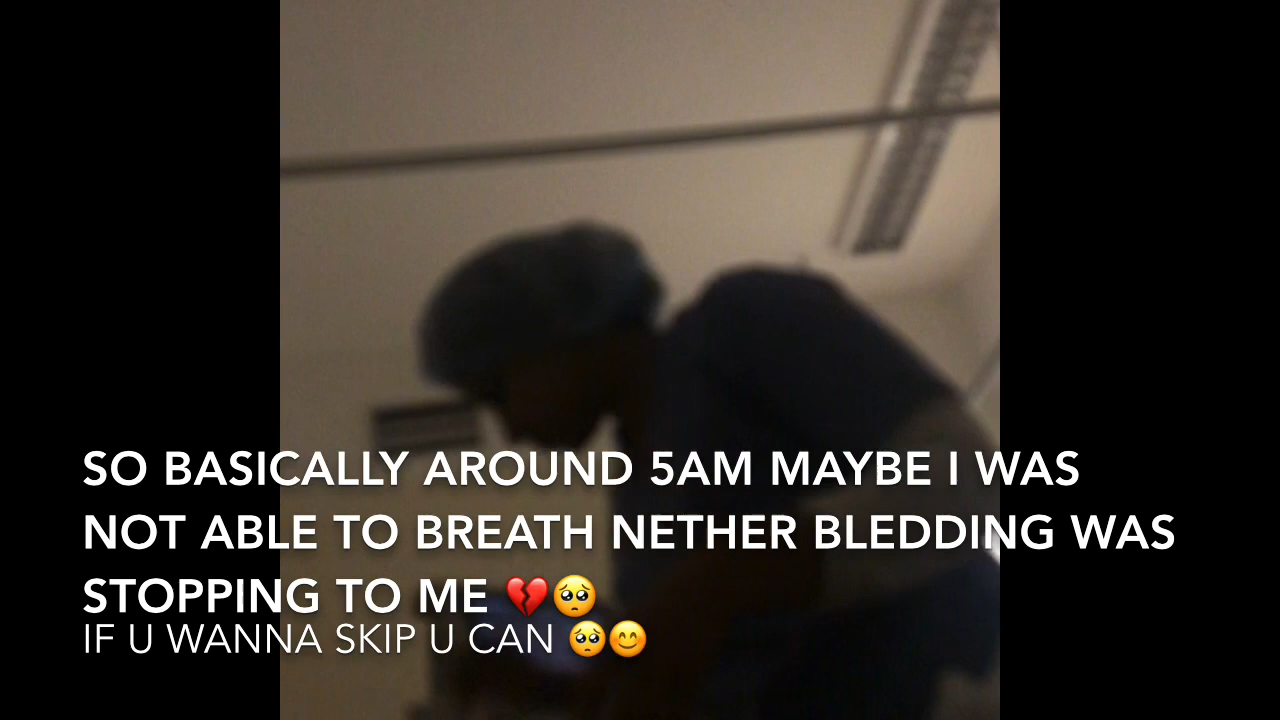 SO BASICALLY AROUND 5AM MAYBE I WAS
NOT ABLE TO BREATH NETHER BLEDDING WAS
STOPPING TO ME 💔🥺
IF U WANNA SKIP U CAN 🥺😊